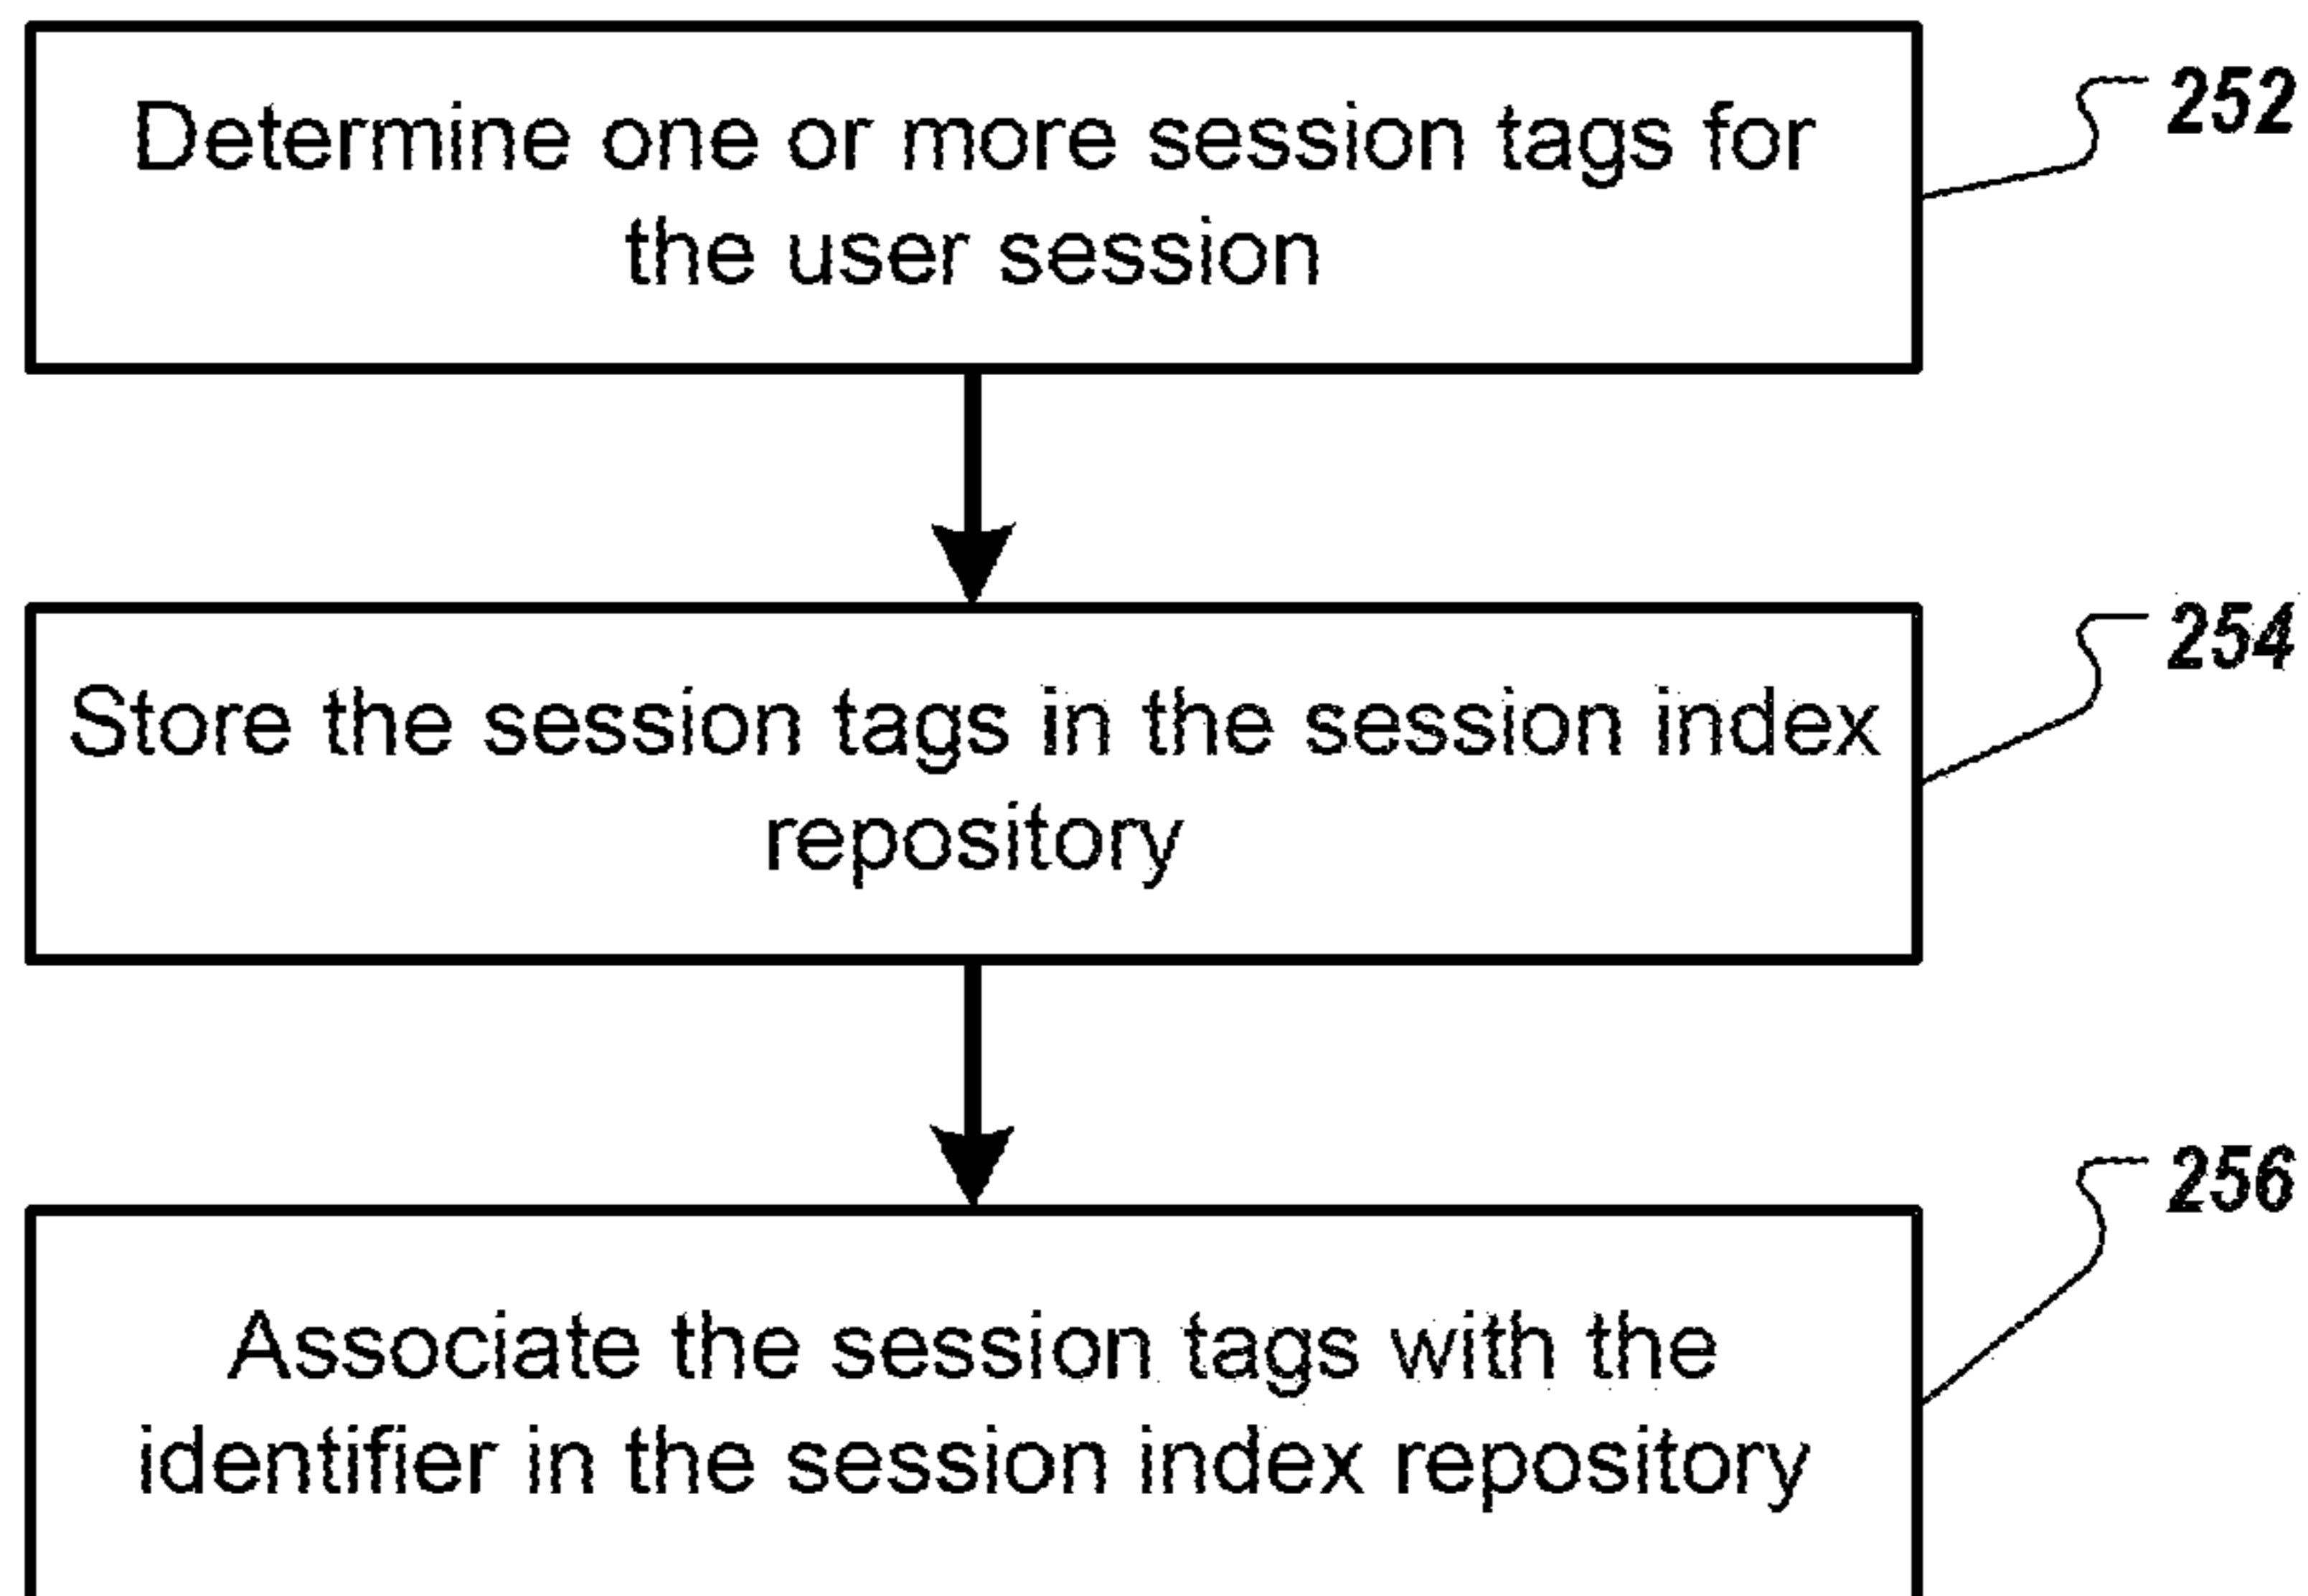 Determine one or more session tags for
the user session
252
Store the session tags in the session index
repository
254
Associate the session tags with the
identifier in the session index repository
256